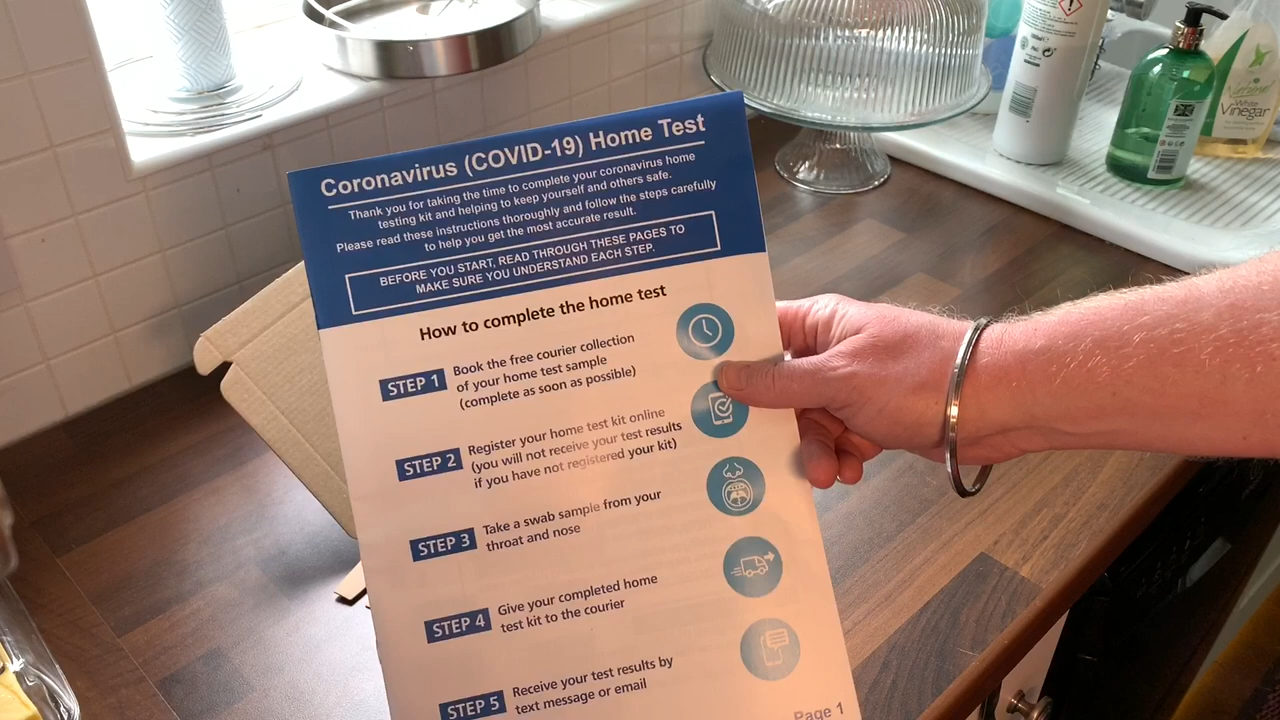 Coronavirus (COVID-19) Home Test
Thank you for taking the time to complete your coronavirus home
testing kit and helping to keep yourself and others safe.
Please read these instructions thoroughly and follow the steps carefully
to help you get the most accurate result.
BEFORE YOU START, READ THROUGH THESE PAGES TO
MAKE SURE YOU UNDERSTAND EACH STEP.
How to complete the home test
STEP 1
Book the free courier collection
of your home test sample
(complete as soon as possible)
STEP 2
Register your home test kit online
(you will not receive your test results
if you have not registered your kit)
STEP 3
Take a swab sample from your
throat and nose
STEP 4
Give your completed home
test kit to the courier
STEP 5
Receive your test results by
text message or email
Page 1
Natural
White
Vinegar